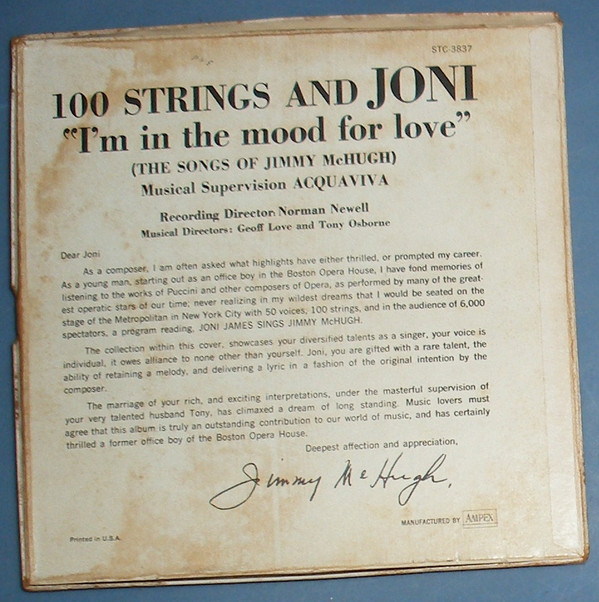 STC 3837
100 STRINGS AND JONI
"I'm in the mood for love"
(THE SONGS OF JIMMY McHUGH)
Musical Supervision ACQUAVIVA
Recording Director: Norman Newell
Musical Directors: Geoff Love and Tony Osborne
Dear Joni
As a composer, I am often asked what highlights have either thrilled, or prompted my career.
As a young man, starting out as an office boy in the Boston Opera House, I have fond memories of
listening to the works of Puccini and other composers of Opera, as performed by many of the great-
est operatic stars of our time; never realizing in my wildest dreams that I would be seated on the
stage of the Metropolitan in New York City with 50 voices, 100 strings, and in the audience of 6,000
spectators, a program reading, JONI JAMES SINGS JIMMY McHUGH.
The collection within this cover, showcases your diversified talents as a singer, your voice is
individual, it owes alliance to none other than yourself. Joni, you are gifted with a rare talent, the
ability of retaining a melody, and delivering a lyric in a fashion of the original intention by the
composer.
The marriage of your rich, and exciting interpretations, under the masterful supervision of
your very talented husband Tony, has climaxed a dream of long standing. Music lovers must
agree that this album is truly an outstanding contribution to our world of music, and has certainly
thrilled a former office boy of the Boston Opera House.
Deepest affection and appreciation,
Jimmy McHugh.
MANUFACTURED BY AMPEX
Printed in U.S.A.